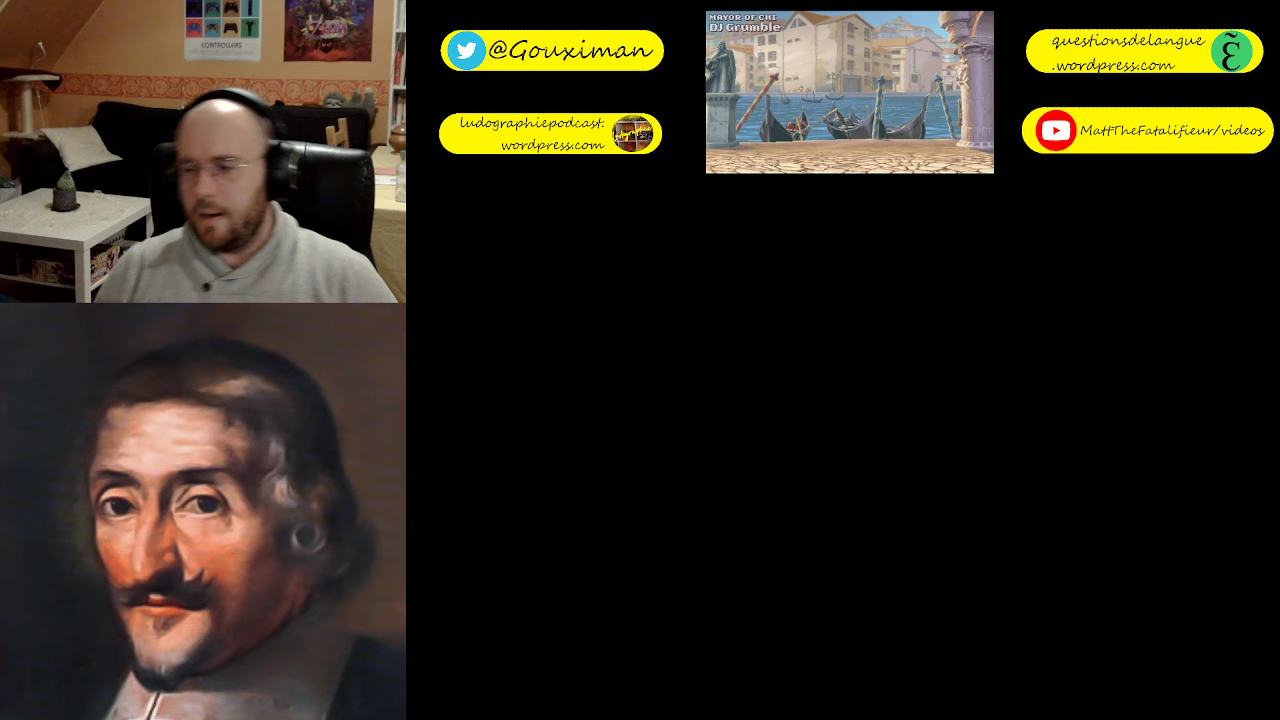 CONTROLLERS
@Gouximan
ludographiepodcast.
wordpress.com
MAYOR OF CHI
DJ Grumble
questionsdelangue
.wordpress.com
ɛ̃
MattTheFatalifieur/videos